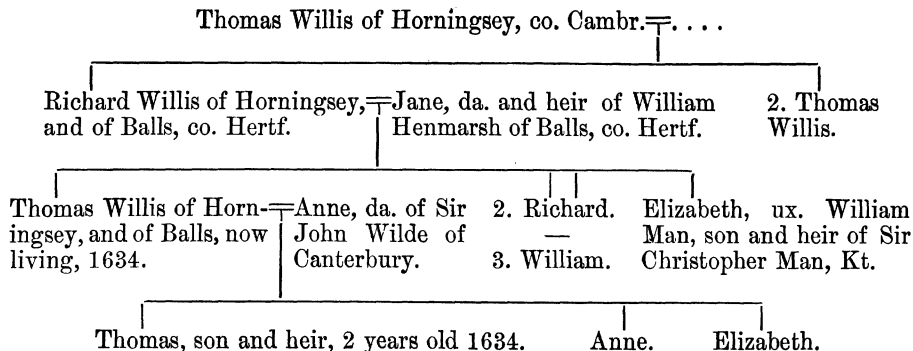 Thomas Willis of Horningsey, co. Cambr.=. . . .
Richard Willis of Horningsey,=Jane, da. and heir of William
and of Balls, co. Hertf.
Henmarsh of Balls, co. Hertf.
2. Thomas
Willis.
Thomas Willis of Horn-=Anne, da. of Sir
ingsey, and of Balls, now
living, 1634.
John Wilde of
Canterbury.
2. Richard.
—
3. William.
Elizabeth, ux. William
Man, son and heir of Sir
Christopher Man, Kt.
Thomas, son and heir, 2 years old 1634.
Anne.
Elizabeth.